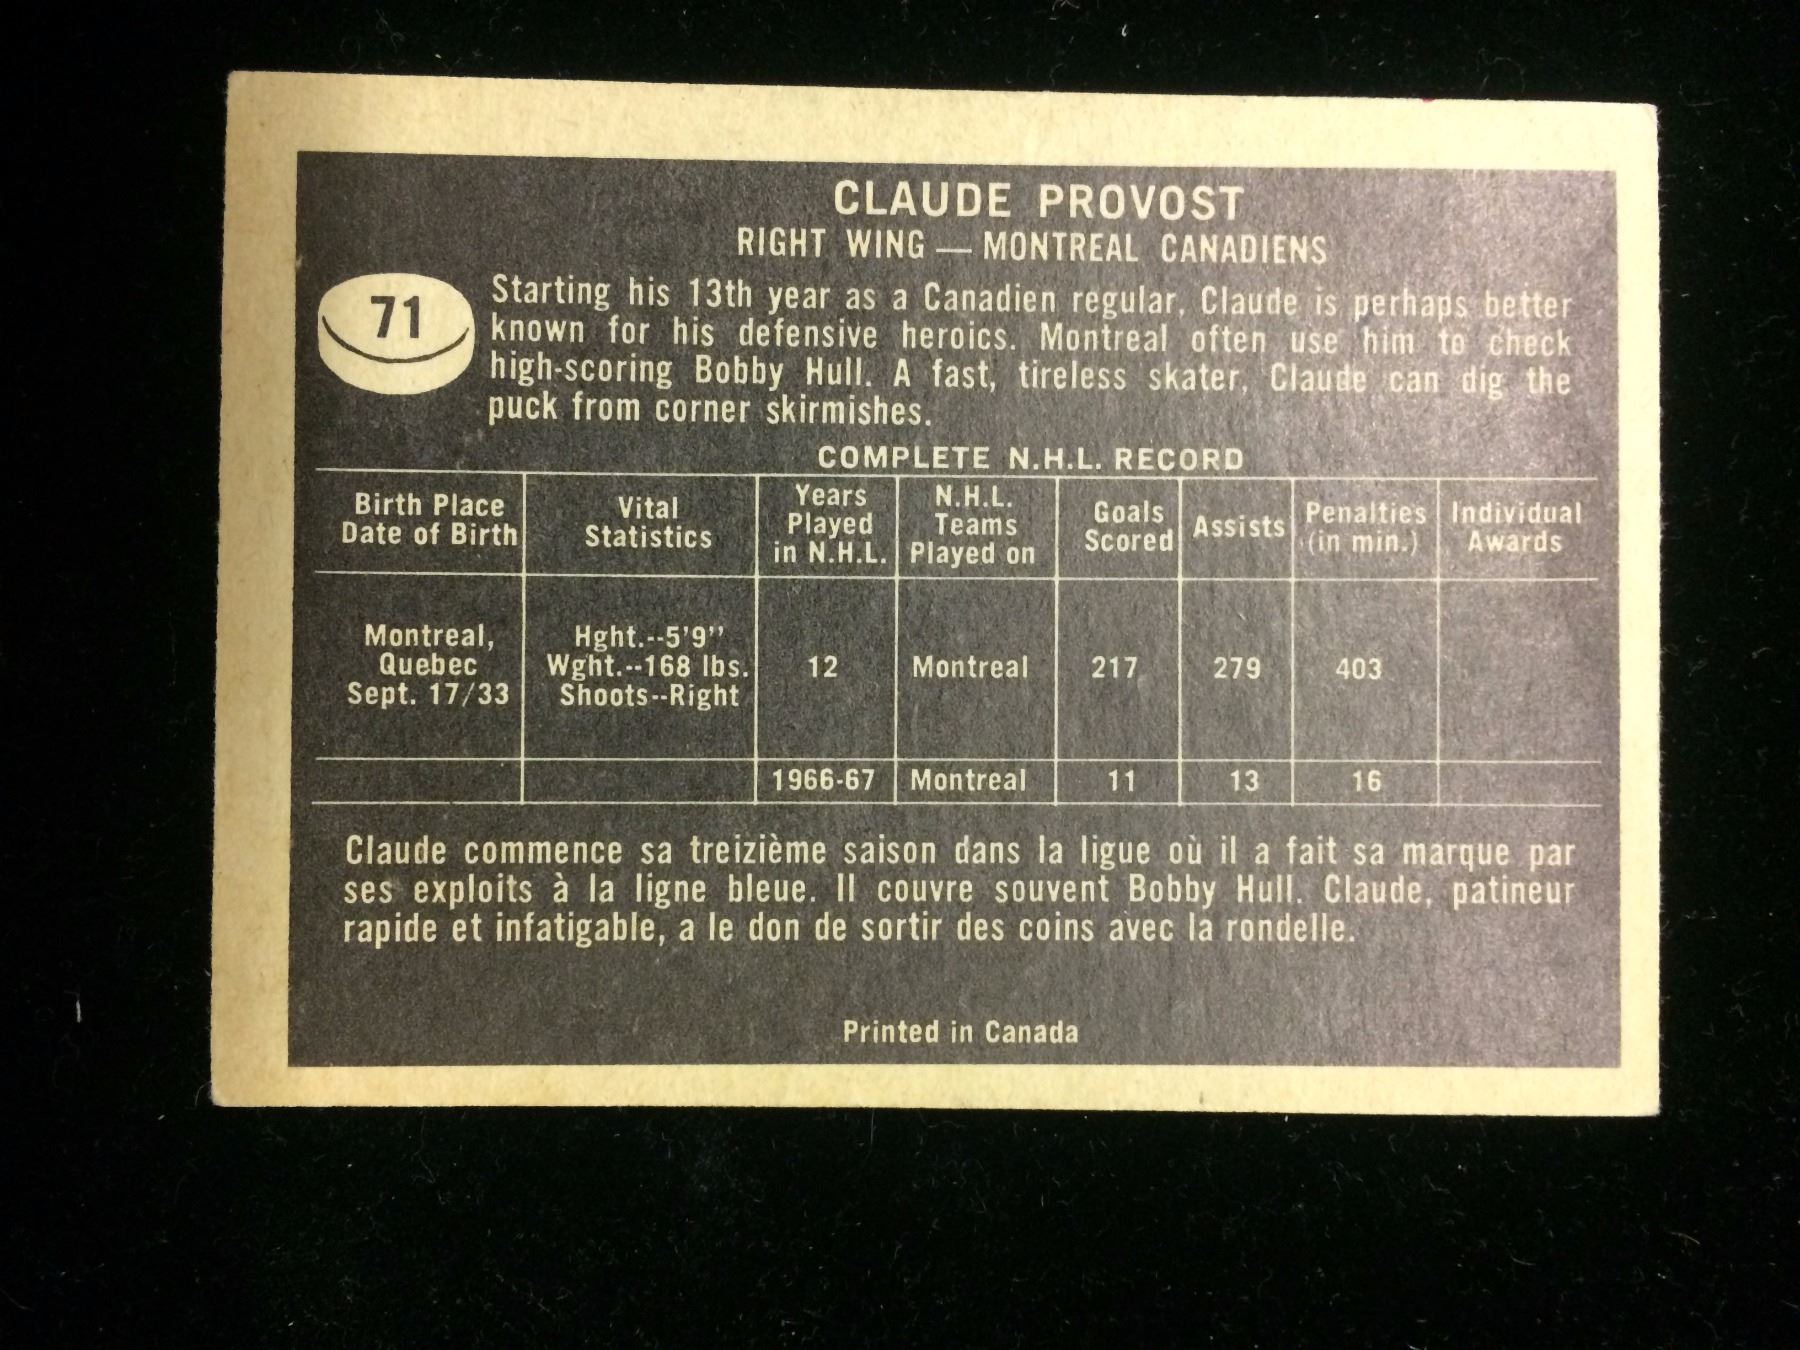 CLAUDE PROVOST
RIGHT WING — MONTREAL CANADIENS
71
Starting his 13th year as a Canadien regular, Claude is perhaps better
known for his defensive heroics. Montreal often use him to check
high-scoring Bobby Hull. A fast, tireless skater, Claude can dig the
puck from corner skirmishes.
COMPLETE N.H.L. RECORD
Birth Place
Date of Birth
Vital
Statistics
Years
Played
in N.H.L.
N.H.L.
Teams
Played on
Goals
Scored
Assists
Penalties
(in min.)
Individual
Awards
Montreal,
Quebec
Sept. 17/33
Hght.--5'9''
Wght.--168 lbs.
Shoots--Right
12
Montreal
217
279
403
1966-67
Montreal
11
13
16
Claude commence sa treizième saison dans la ligue où il a fait sa marque par
ses exploits à la ligne bleue. Il couvre souvent Bobby Hull. Claude, patineur
rapide et infatigable, a le don de sortir des coins avec la rondelle.
Printed in Canada